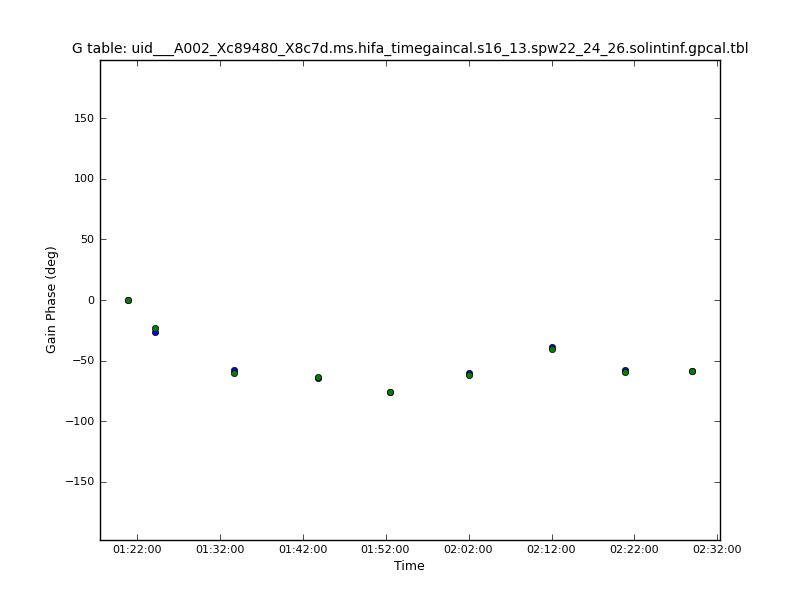 G table: uid___A002_Xc89480_X8c7d.ms.hifa_timegaincal.s16_13.spw22_24_26.solintinf.gpcal.tbl
150
100
50
0
−50
−100
−150
Gain Phase (deg)
01:22:00 01:32:00 01:42:00 01:52:00 02:02:00 02:12:00 02:22:00 02:32:00
Time